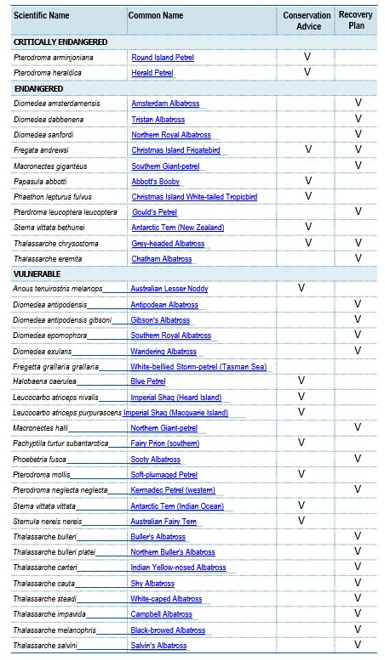 Scientific Name Common Name Conservation Advice Recovery Plan
CRITICALLY ENDANGERED
Pterodroma arminjoniana Round Island Petrel V
Pterodroma heraldica Herald Petrel V
ENDANGERED
Diomedea amsterdamensis Amsterdam Albatross V
Diomedea dabbenena Tristan Albatross V
Diomedea sanfordi Northern Royal Albatross V
Fregata andrewsi Christmas Island Frigatebird V V
Macronectes giganteus Southern Giant-petrel V
Papasula abbotti Abbott's Booby V
Phaethon lepturus fulvus Christmas Island White-tailed Tropicbird V
Pterdroma leucoptera leucoptera Gould's Petrel V
Sterna vittata bethunei Antarctic Tern (New Zealand) V
Thalassarche chrysostoma Grey-headed Albatross V V
Thalassarche eremita Chatham Albatross V
VULNERABLE
Anous tenuirostris melanops Australian Lesser Noddy V
Diomedea antipodensis Antipodean Albatross V
Diomedea antipodensis gibsoni Gibson's Albatross V
Diomedea epomophora Southern Royal Albatross V
Diomedea exulans Wandering Albatross V
Fregetta grallaria grallaria White-bellied Storm-petrel (Tasman Sea)
Halobaena caerulea Blue Petrel V
Leucocarbo atriceps nivalis Imperial Shag (Heard Island) V
Leucocarbo atriceps purpurascens Imperial Shag (Macquarie Island) V
Macronectes halli Northern Giant-petrel V
Pachyptila turtur subantarctica Fairy Prion (southern) V
Phoebetria fusca Sooty Albatross V
Pterodroma mollis Soft-plumaged Petrel V
Pterodroma neglecta neglecta Kermadec Petrel (western) V
Sterna vittata vittata Antarctic Tern (Indian Ocean) V
Sternula nereis nereis Australian Fairy Tern V
Thalassarche bulleri Buller's Albatross V
Thalassarche bulleri platei Northern Buller's Albatross V
Thalassarche carteri Indian Yellow-nosed Albatross V
Thalassarche cauta Shy Albatross V
Thalassarche steadi White-caped Albatross V
Thalassarche impavida Campbell Albatross V
Thalassarche melanophris Black-browed Albatross V
Thalassarche salvini Salvin's Albatross V